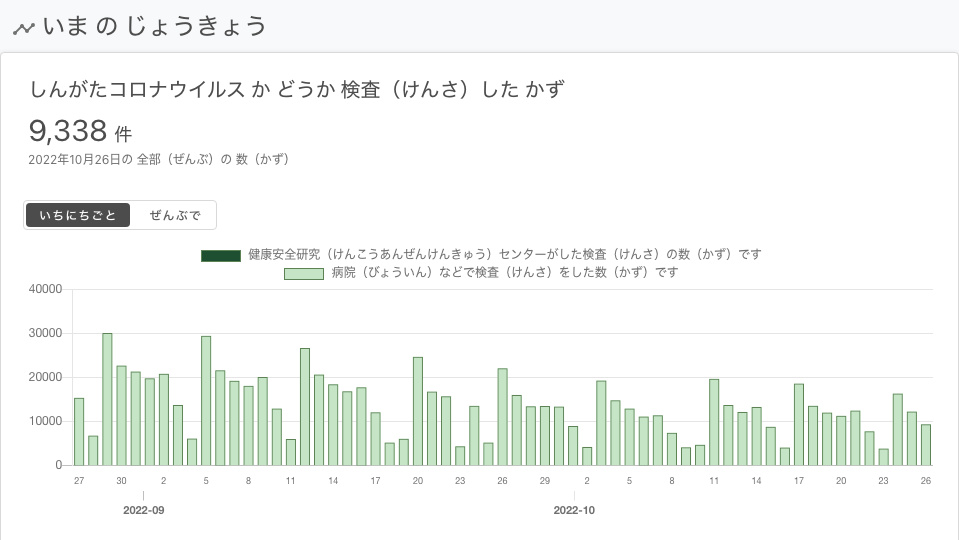 いま の じょうきょう
しんがたコロナウイルス か どうか 検査（けんさ）した かず
9,338 件
2022年10月26日の 全部（ぜんぶ）の 数（かず）
いちにちごと ぜんぶで
健康安全研究（けんこうあんぜんけんきゅう）センターがした検査（けんさ）の数（かず）です
病院（びょういん）などで検査（けんさ）をした数（かず）です
40000
30000
20000
10000
0
27 30 2 5 8 11 14 17 20 23 26 29 2 5 8 11 14 17 20 23 26
2022-09 2022-10